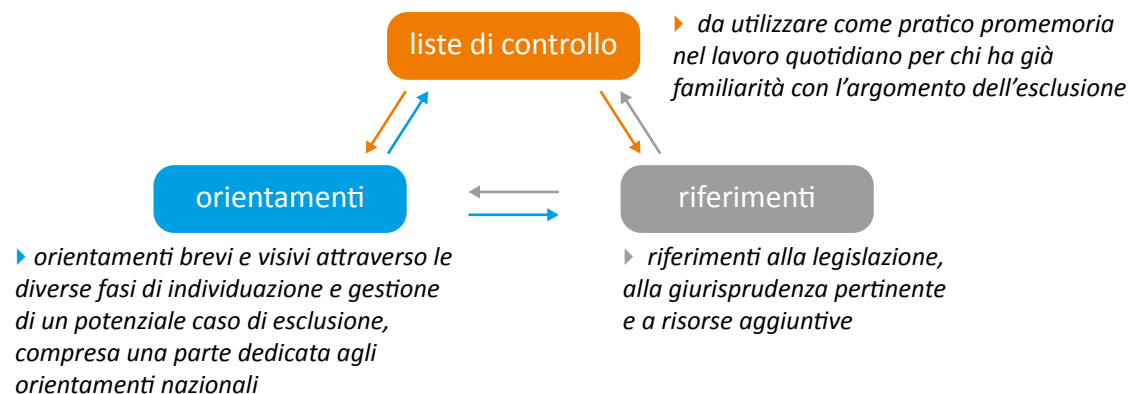 liste di controllo
da utilizzare come pratico promemoria
nel lavoro quotidiano per chi ha già
familiarità con l'argomento dell'esclusione
orientamenti
riferimenti
orientamenti brevi e visivi attraverso le
diverse fasi di individuazione e gestione
di un potenziale caso di esclusione,
compresa una parte dedicata agli
orientamenti nazionali
riferimenti alla legislazione,
alla giurisprudenza pertinente
e a risorse aggiuntive